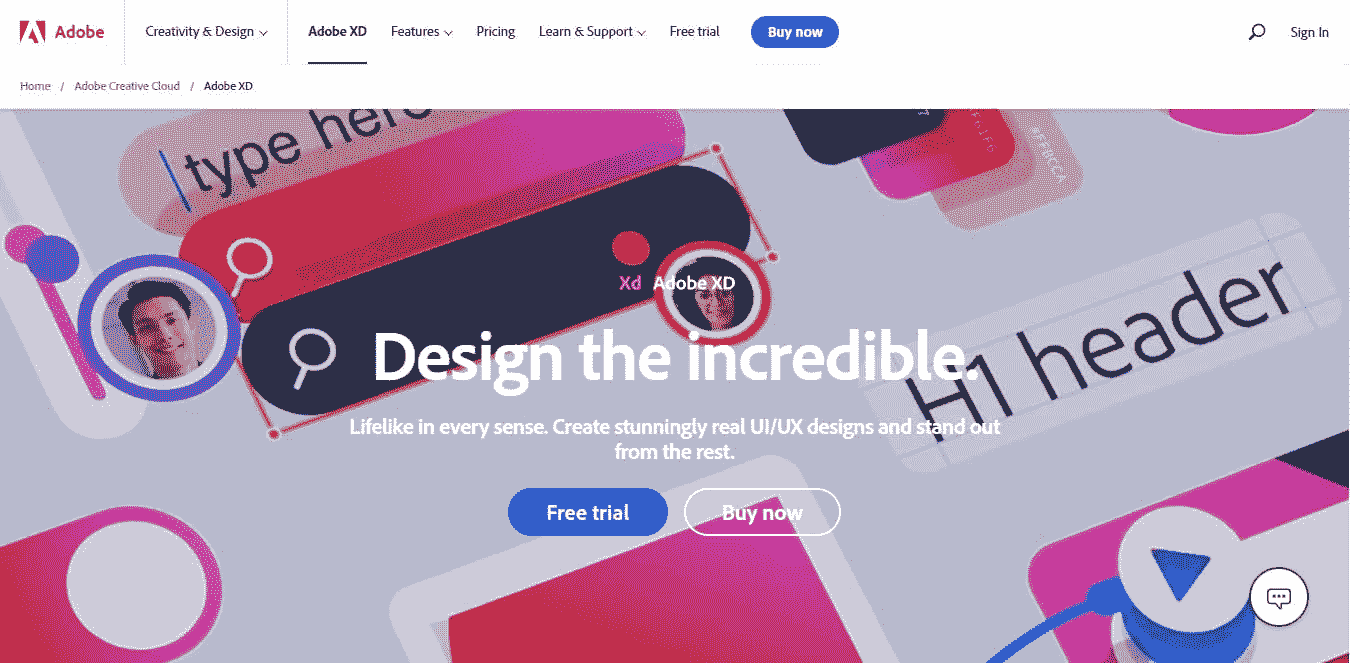 Adobe
Creativity & Design
Adobe XD
Features
Pricing
Learn & Support
Free trial
Buy now
Sign In
Home / Adobe Creative Cloud / Adobe XD
type here
Xd Adobe XD
H1 header
Design the incredible.
Lifelike in every sense. Create stunningly real UI/UX designs and stand out
from the rest.
Free trial
Buy now